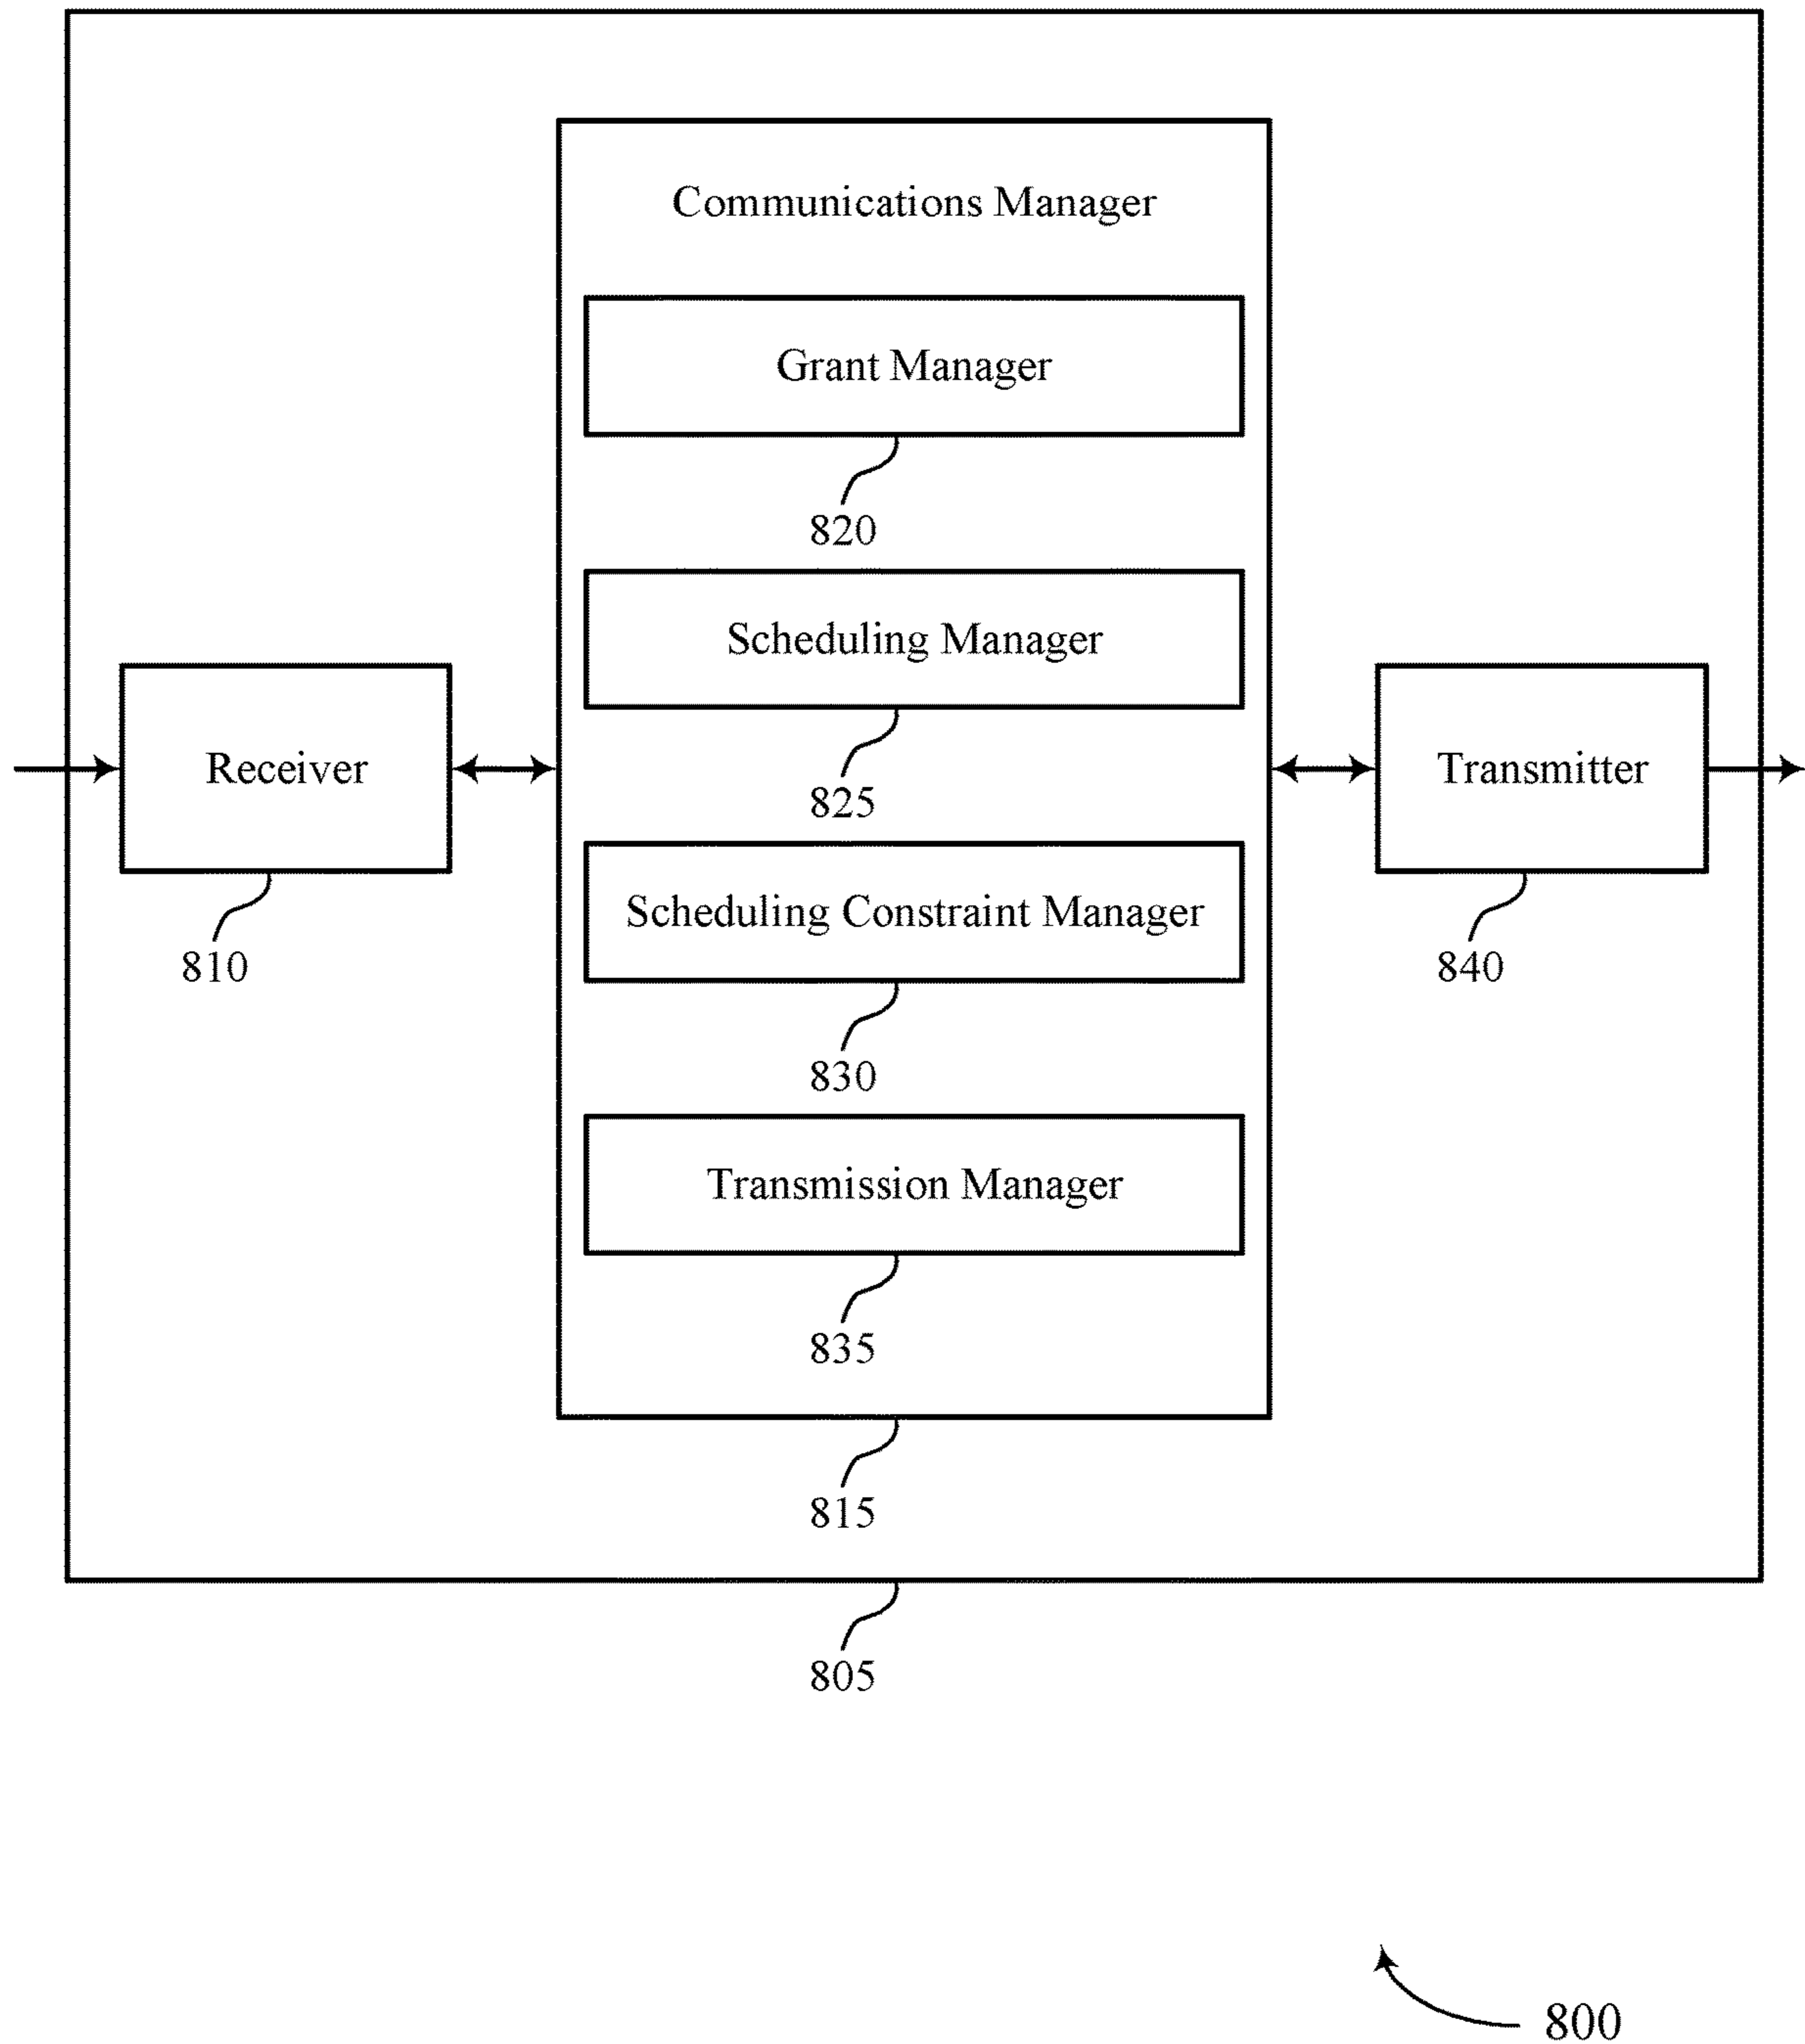 Communications Manager
Grant Manager
820
Scheduling Manager
825
Receiver
810
Transmitter
840
Scheduling Constraint Manager
830
Transmission Manager
835
815
805
800